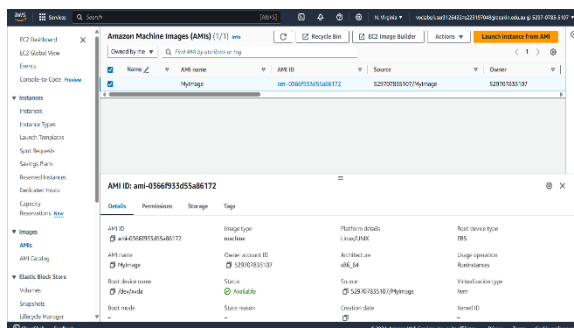 aws Services Search [Alt+S] N. Virginia
EC2 Dashboard
EC2 Global View
Events
Console-to-Code Preview
Instances
Instances
Instance Types
Launch Templates
Spot Requests
Savings Plans
Reserved Instances
Dedicated Hosts
Capacity
Reservations New
Images
AMIs
AMI Catalog
Elastic Block Store
Volumes
Snapshots
Lifecycle Manager
Amazon Machine Images (AMIs) (1/1) Info
Recycle Bin EC2 Image Builder Actions Launch instance from AMI
Owned by me Find AMI by attribute or tag 1
Name AMI name AMI ID Source Owner
MyImage ami-0366f933d55a86172 529707835107/MyImage 529707835107
AMI ID: ami-0366f933d55a86172
Details Permissions Storage Tags
AMI ID Image type Platform details Root device type
ami-0366f933d55a86172 machine Linux/UNIX EBS
AMI name Owner account ID Architecture Usage operation
MyImage 529707835107 x86_64 RunInstances
Root device name Status Source Virtualization type
/dev/xvda Available 529707835107/MyImage hvm
Boot mode State reason Creation date Kernel ID
- - -